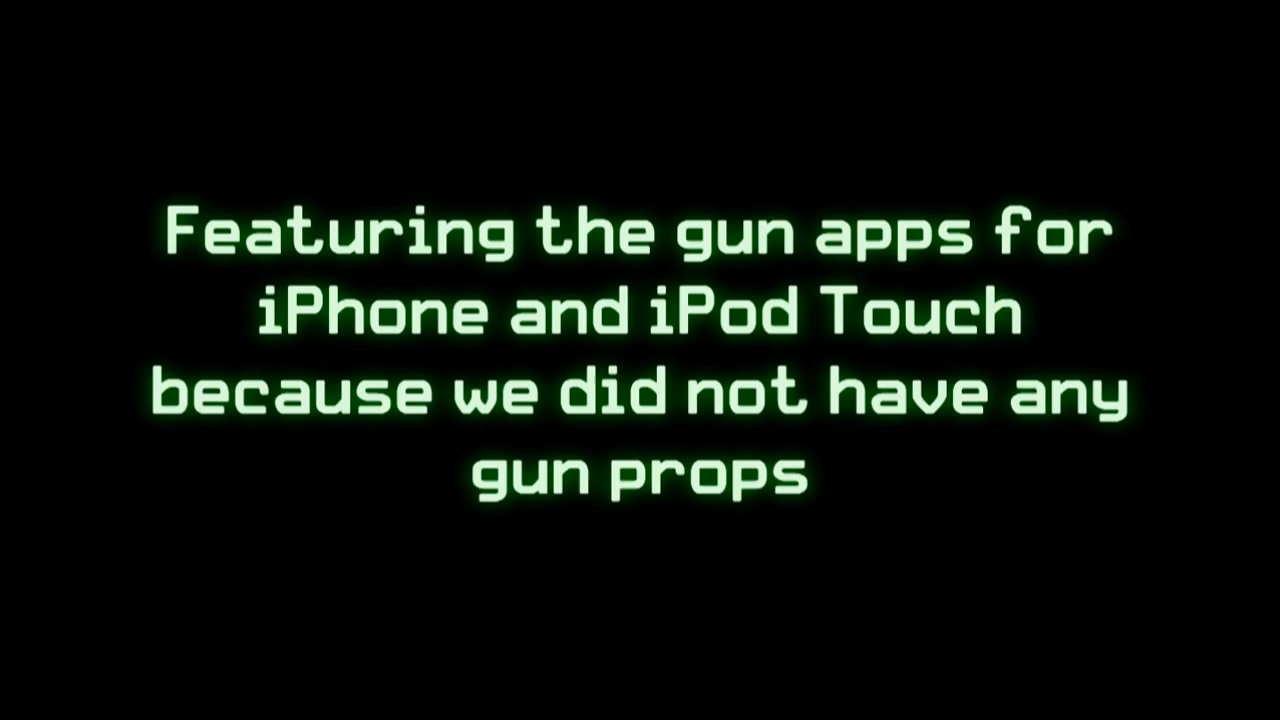 Featuring the gun apps for
iPhone and iPod Touch
because we did not have any
gun props